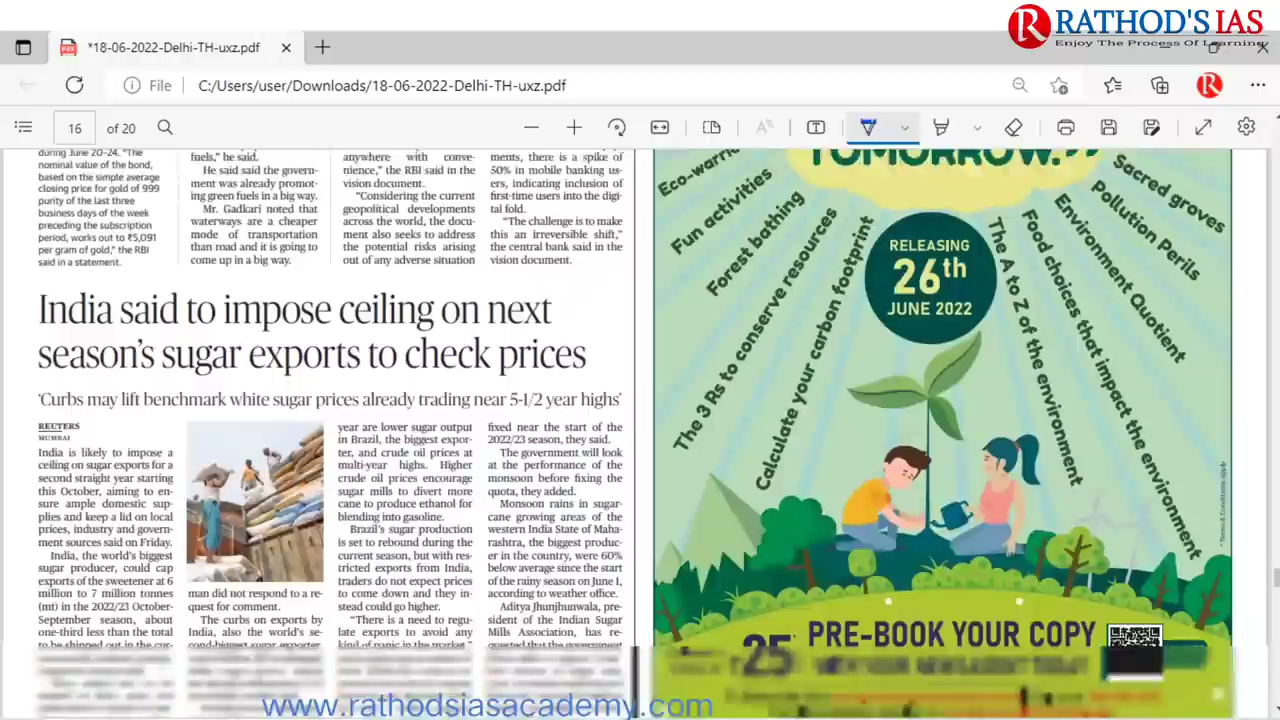 RATHOD'S IAS
Enjoy The Process Of Learning
*18-06-2022-Delhi-TH-uxz.pdf
File
C:/Users/user/Downloads/18-06-2022-Delhi-TH-uxz.pdf
16
of 20
during June 20-24. "The
nominal value of the bond,
based on the simple average
closing price for gold of 999
purity of the last three
business days of the week
preceding the subscription
period, works out to ₹5,091
per gram of gold," the RBI
said in a statement.
fuels," he said.
He said the govern-
ment was already promot-
ing green fuels in a big way.
Mr. Gadkari noted that
waterways are a cheaper
mode of transportation
than road and it is going to
come up in a big way.
anywhere with conve-
nience," the RBI said in the
vision document.
"Considering the current
geopolitical developments
across the world, the docu-
ment also seeks to address
the potential risks arising
out of any adverse situation
ments, there is a spike of
50% in mobile banking us-
ers, indicating inclusion of
first-time users into the digi-
tal fold.
"The challenge is to make
this an irreversible shift,"
the central bank said in the
vision document.
India said to impose ceiling on next
season's sugar exports to check prices
'Curbs may lift benchmark white sugar prices already trading near 5-1/2 year highs'
REUTERS
MUMBAI
India is likely to impose a
ceiling on sugar exports for a
second straight year starting
this October, aiming to en-
sure ample domestic sup-
plies and keep a lid on local
prices, industry and govern-
ment sources said on Friday.
India, the world's biggest
sugar producer, could cap
exports of the sweetener at 6
million to 7 million tonnes
(mt) in the 2022/23 October-
September season, about
one-third less than the total
to be shipped out in the cur-
man did not respond to a re-
quest for comment.
The curbs on exports by
India, also the world's se-
cond-biggest sugar exporter
year are lower sugar output
in Brazil, the biggest expor-
ter, and crude oil prices at
multi-year highs. Higher
crude oil prices encourage
sugar mills to divert more
cane to produce ethanol for
blending into gasoline.
Brazil's sugar production
is set to rebound during the
current season, but with res-
tricted exports from India,
traders do not expect prices
to come down and they in-
stead could go higher.
"There is a need to regu-
late exports to avoid any
kind of panic in the market,"
fixed near the start of the
2022/23 season, they said.
The government will look
at the performance of the
monsoon before fixing the
quota, they added.
Monsoon rains in sugar-
cane growing areas of the
western India State of Maha-
rashtra, the biggest produc-
er in the country, were 60%
below average since the
start of the rainy season on June 1,
according to weather office.
Aditya Jhunjhunwala, pre-
sident of the Indian Sugar
Mills Association, has re-
quested that the government
TOMORROW."
Eco-warrio
Fun activities
Forest bathing
The 3 Rs to conserve resources
Calculate your carbon footprint
RELEASING
26th
JUNE 2022
The A to Z of the environment
Food choices that impact the environment
Environment Quotient
Pollution Perils
Sacred groves
* Terms & Conditions apply
25
PRE-BOOK YOUR COPY
www.rathodsiasacademy.com